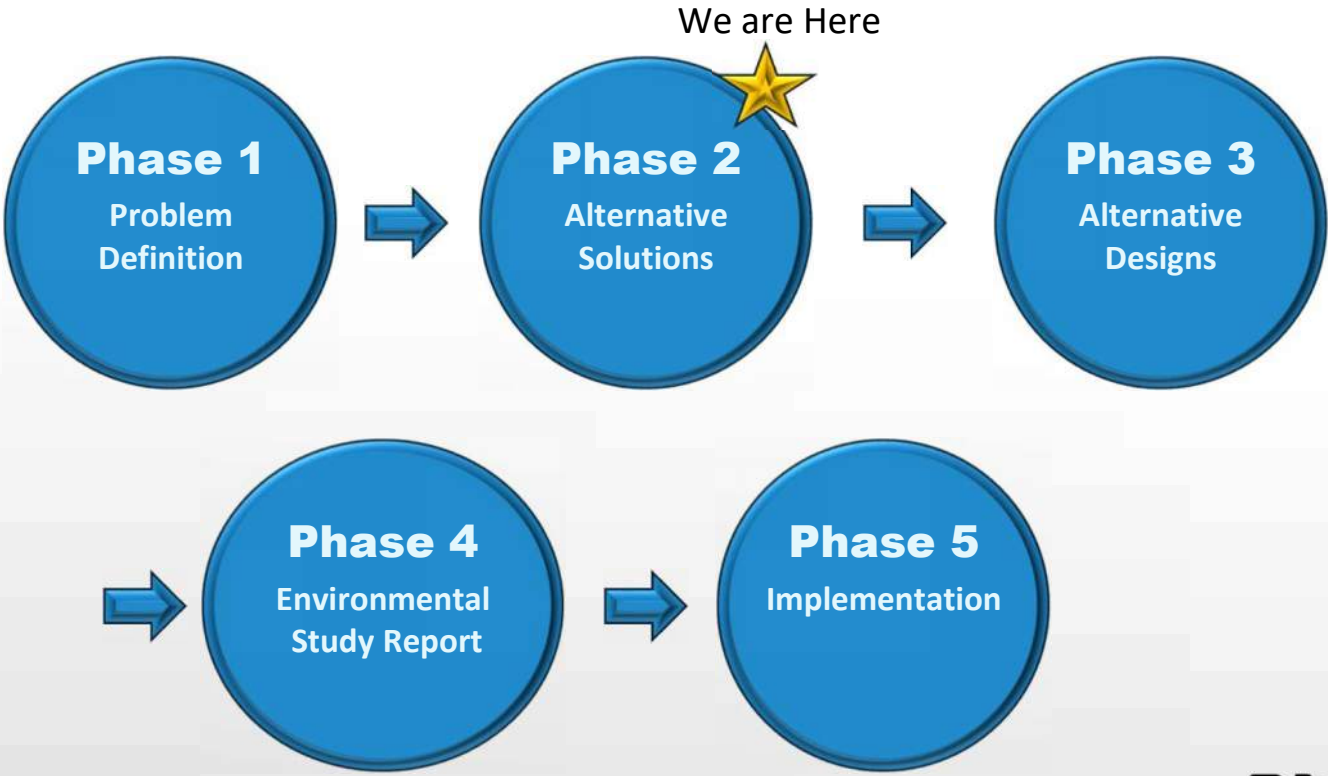 We are Here
Phase 1
Problem
Definition
Phase 2
Alternative
Solutions
Phase 3
Alternative
Designs
Phase 4
Environmental
Study Report
Phase 5
Implementation